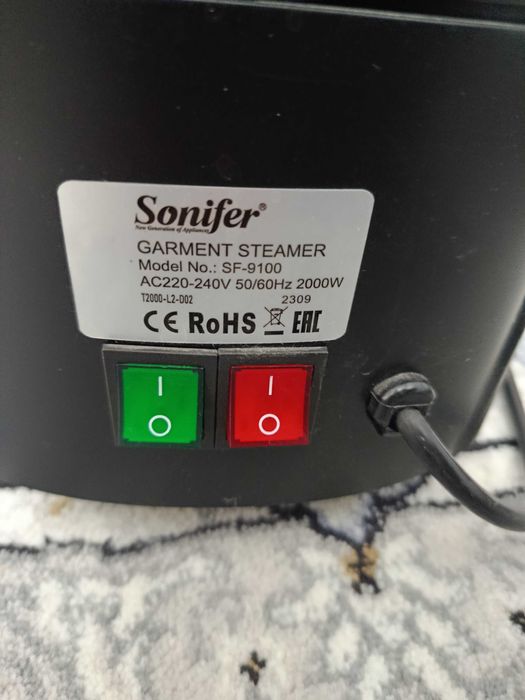 Sonifer®
New Generation of Appliances
GARMENT STEAMER
Model No.: SF-9100
AC220-240V 50/60Hz 2000W
T2000-L2-D02 2309
CE RoHS EAC
I I
O O